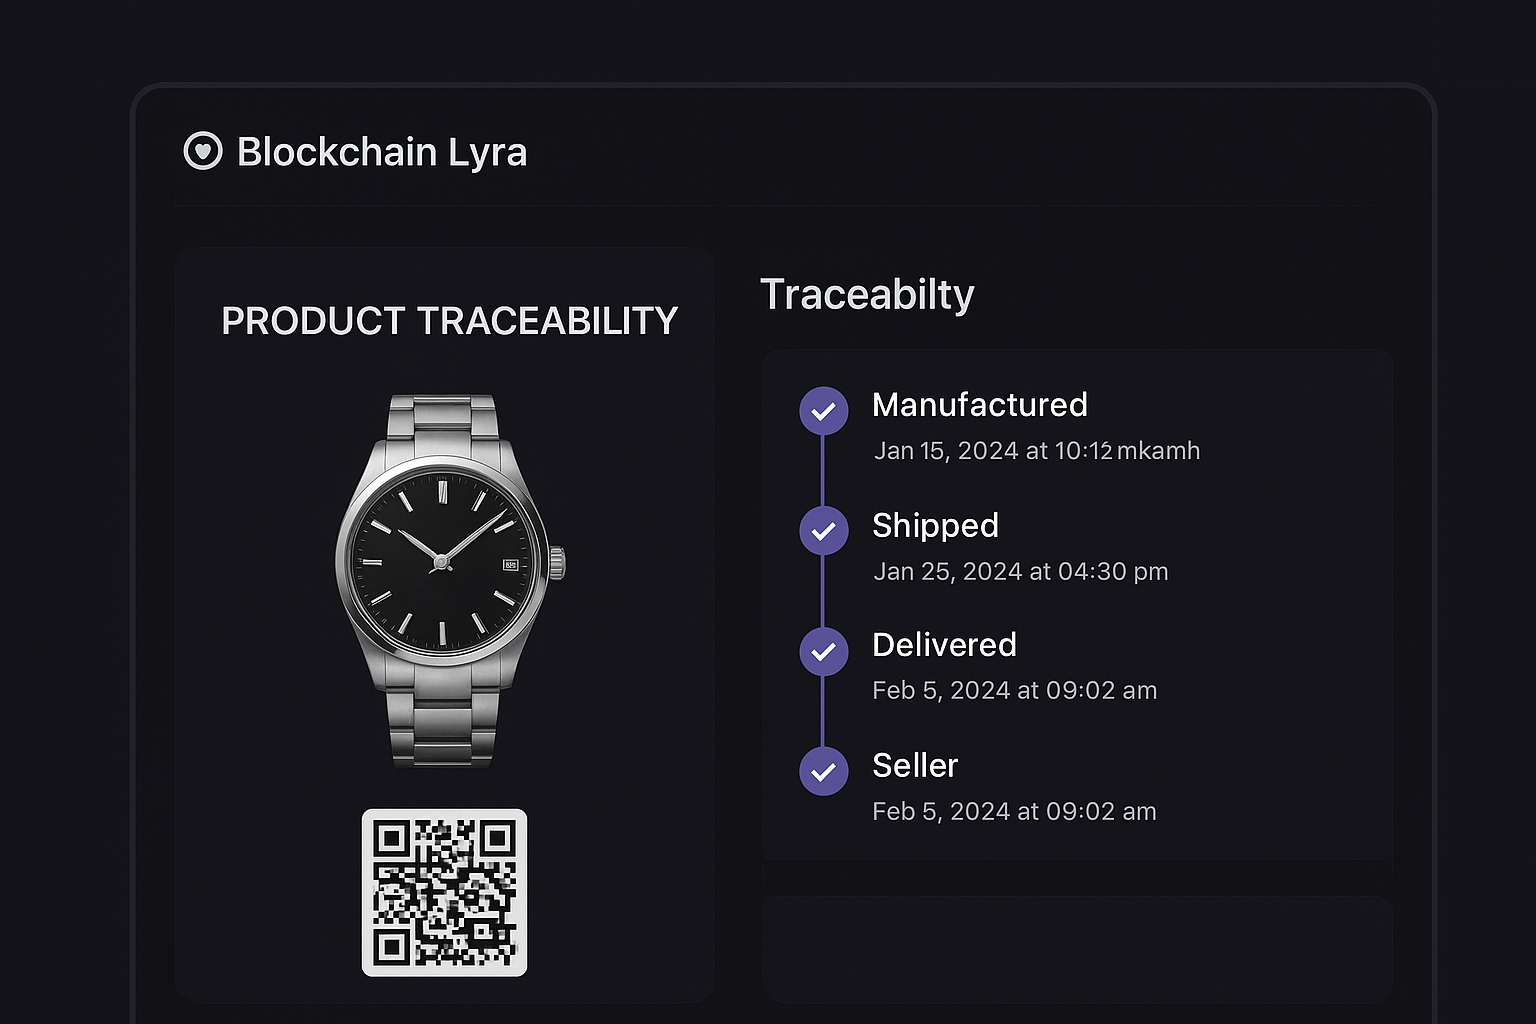 Blockchain Lyra
PRODUCT TRACEABILITY
Traceabilty
Manufactured
Jan 15, 2024 at 10:12 mkamh
Shipped
Jan 25, 2024 at 04:30 pm
Delivered
Feb 5, 2024 at 09:02 am
Seller
Feb 5, 2024 at 09:02 am